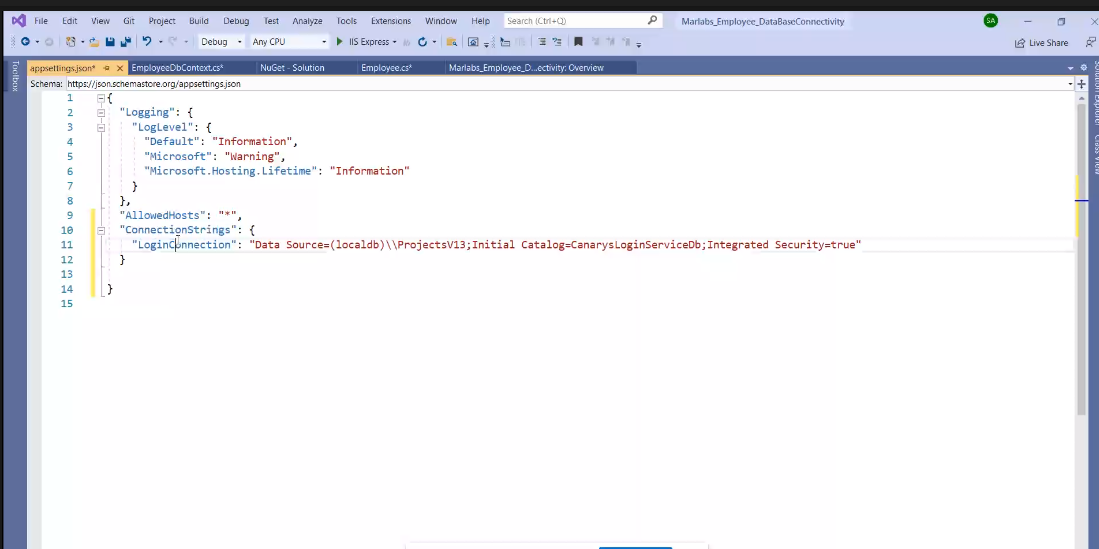 File Edit View Git Project Build Debug Test Analyze Tools Extensions Window Help Search (Ctrl+Q) Marlabs_Employee_DataBaseConnectivity SA
Debug Any CPU IIS Express Live Share
Toolbox
appsettings.json* EmployeeDbContext.cs* NuGet - Solution Employee.cs* Marlabs_Employee_D...ectivity: Overview
Schema: https://json.schemastore.org/appsettings.json
1 {
2 "Logging": {
3 "LogLevel": {
4 "Default": "Information",
5 "Microsoft": "Warning",
6 "Microsoft.Hosting.Lifetime": "Information"
7 }
8 },
9 "AllowedHosts": "*",
10 "ConnectionStrings": {
11 "LoginConnection": "Data Source=(localdb)\\ProjectsV13;Initial Catalog=CanarysLoginServiceDb;Integrated Security=true"
12 }
13
14 }
15
Solution Explorer
Class View